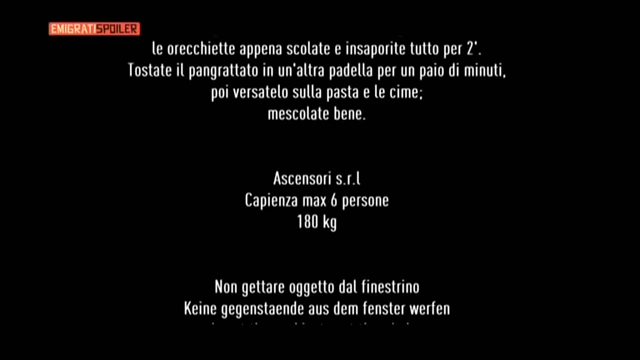 EMIGRATISPOILER
le orecchiette appena scolate e insaporite tutto per 2'.
Tostate il pangrattato in un'altra padella per un paio di minuti,
poi versatelo sulla pasta e le cime;
mescolate bene.
Ascensori s.r.l
Capienza max 6 persone
180 kg
Non gettare oggetto dal finestrino
Keine gegenstaende aus dem fenster werfen